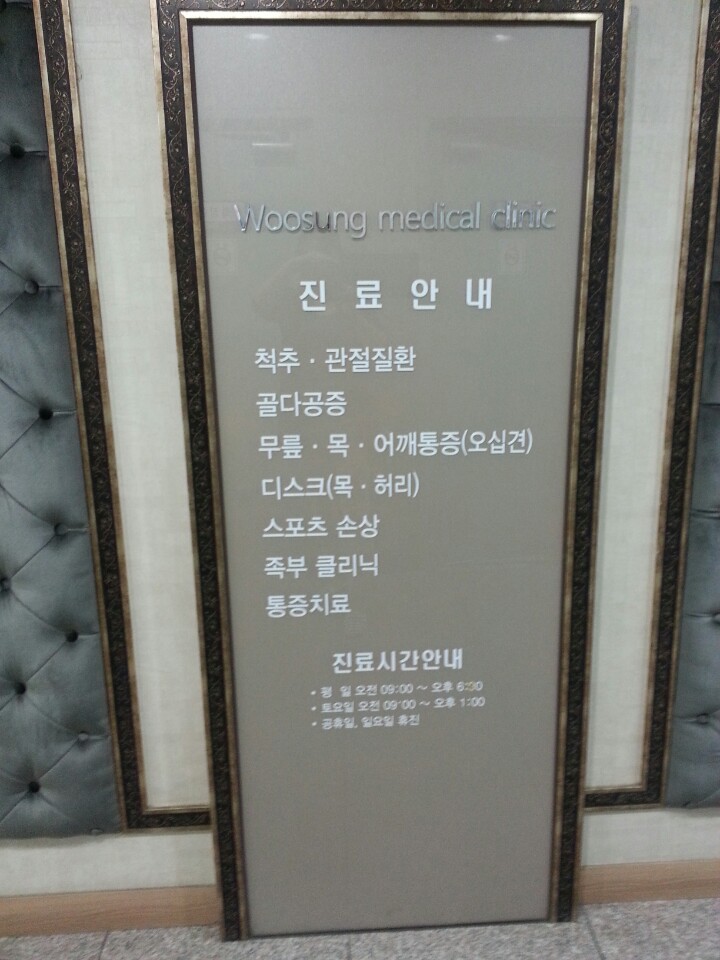 Woosung medical clinic
진 료 안 내
척추 · 관절질환
골다공증
무릎 · 목 · 어깨통증(오십견)
디스크(목 · 허리)
스포츠 손상
족부 클리닉
통증치료
진료시간안내
• 평 일 오전 09:00 ~ 오후 6:30
• 토요일 오전 09:00 ~ 오후 1:00
• 공휴일, 일요일 휴진